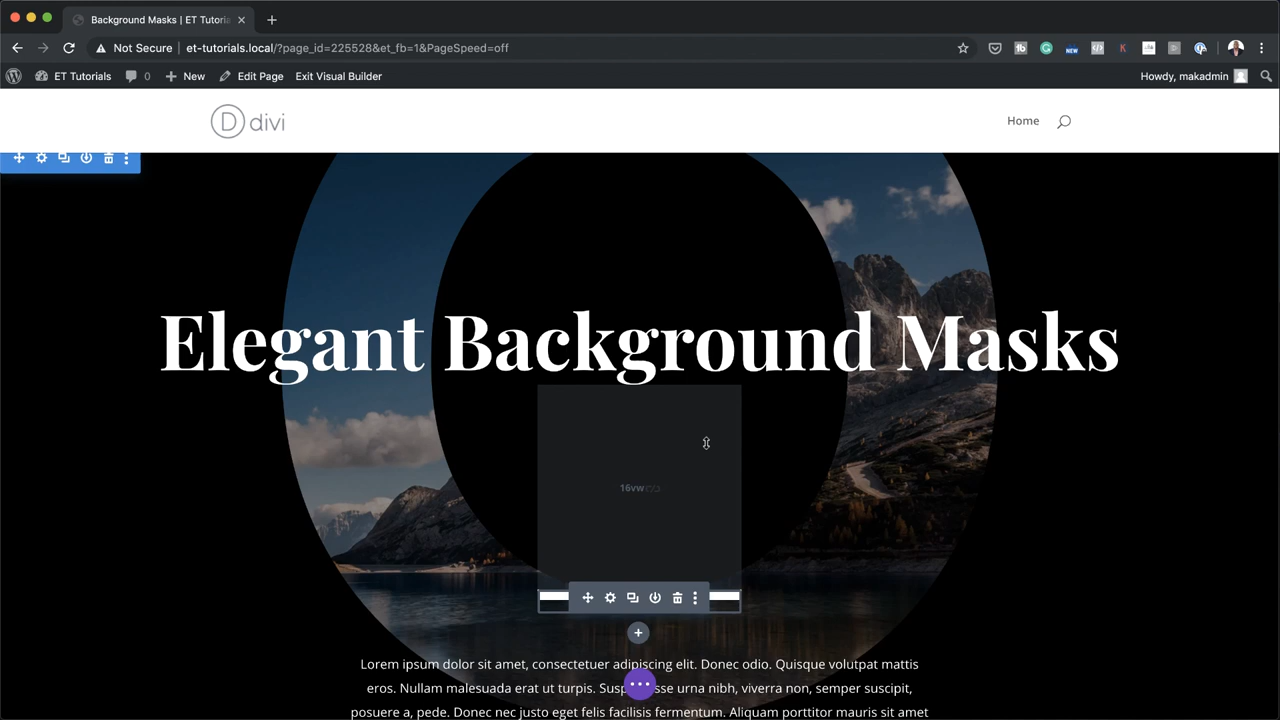 Background Masks | ET Tutoria
Not Secure | et-tutorials.local/?page_id=225528&et_fb=1&PageSpeed=off
NEW
ET Tutorials 0 New Edit Page Exit Visual Builder Howdy, makadmin
D divi
Home
Elegant Background Masks
16vw
Lorem ipsum dolor sit amet, consectetuer adipiscing elit. Donec odio. Quisque volutpat mattis
eros. Nullam malesuada erat ut turpis. urna nibh, viverra non, semper suscipit,
posuere a, pede. Donec nec justo eget felis facilisis fermentum. Aliquam porttitor mauris sit amet